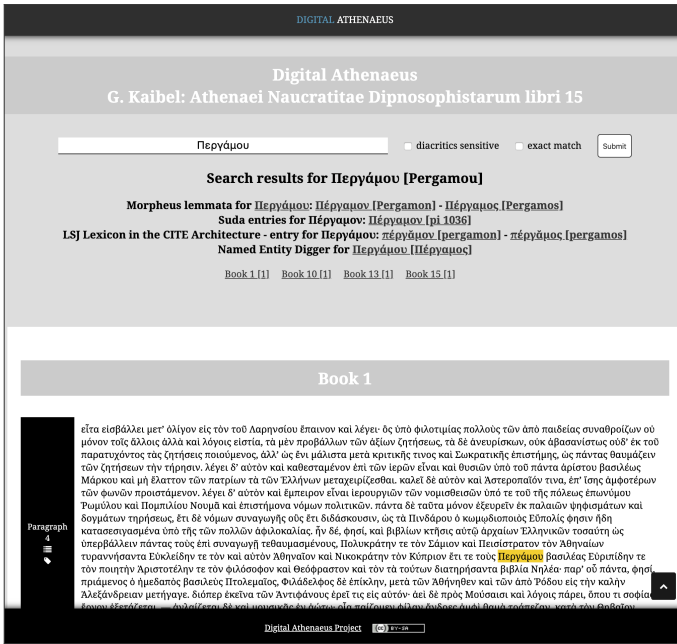 DIGITAL ATHENAEUS
Digital Athenaeus
G. Kaibel: Athenaei Naucratitae Dipnosophistarum libri 15
Περγάμου
diacritics sensitive
exact match
Submit
Search results for Περγάμου [Pergamou]
Morpheus lemmata for Περγάμου: Πέργαμον [Pergamon] - Πέργαμος [Pergamos]
Suda entries for Πέργαμον: Πέργαμον [pi 1036]
LSJ Lexicon in the CITE Architecture - entry for Περγάμου: πέργᾰμον [pergamon] - πέργᾰμος [pergamos]
Named Entity Digger for Περγάμου [Πέργαμος]
Book 1 [1] Book 10 [1] Book 13 [1] Book 15 [1]
Book 1
Paragraph
4
εἶτα εἰσβάλλει μετ’ ὀλίγον εἰς τὸν τοῦ Λαρηνσίου ἔπαινον καὶ λέγει· ὃς ὑπὸ φιλοτιμίας πολλοὺς τῶν ἀπὸ παιδείας συναθροίζων οὐ
μόνον τοῖς ἄλλοις ἀλλὰ καὶ λόγοις εἱστία, τὰ μὲν προβάλλων τῶν ἀξίων ζητήσεως, τὰ δὲ ἀνευρίσκων, οὐκ ἀβασανίστως οὐδ’ ἐκ τοῦ
παρατυχόντος τὰς ζητήσεις ποιούμενος, ἀλλ’ ὡς ἔνι μάλιστα μετὰ κριτικῆς τινος καὶ Σωκρατικῆς ἐπιστήμης, ὡς πάντας θαυμάζειν
τῶν ζητήσεων τὴν τήρησιν. λέγει δ’ αὐτὸν καὶ καθεσταμένον ἐπὶ τῶν ἱερῶν εἶναι καὶ θυσιῶν ὑπὸ τοῦ πάντα ἀρίστου βασιλέως
Μάρκου καὶ μὴ ἔλαττον τῶν πατρίων τὰ τῶν Ἑλλήνων μεταχειρίζεσθαι. καλεῖ δὲ αὐτὸν καὶ Ἀστεροπαῖόν τινα, ἐπ’ ἴσης ἀμφοτέρων
τῶν φωνῶν προιστάμενον. λέγει δ’ αὐτὸν καὶ ἔμπειρον εἶναι ἱερουργιῶν τῶν νομισθεισῶν ὑπό τε τοῦ τῆς πόλεως ἐπωνύμου
Ῥωμύλου καὶ Πομπιλίου Νουμᾶ καὶ ἐπιστήμονα νόμων πολιτικῶν. πάντα δὲ ταῦτα μόνον ἐξευρεῖν ἐκ παλαιῶν ψηφισμάτων καὶ
δογμάτων τηρήσεως, ἔτι δὲ νόμων συναγωγῆς οὓς ἔτι διδάσκουσιν, ὡς τὰ Πινδάρου ὁ κωμῳδιοποιὸς Εὔπολίς φησιν ἤδη
κατασεσιγασμένα ὑπὸ τῆς τῶν πολλῶν ἀφιλοκαλίας. ἦν δέ, φησί, καὶ βιβλίων κτῆσις αὐτῷ ἀρχαίων Ἑλληνικῶν τοσαύτη ὡς
ὑπερβάλλειν πάντας τοὺς ἐπὶ συναγωγῇ τεθαυμασμένους, Πολυκράτην τε τὸν Σάμιον καὶ Πεισίστρατον τὸν Ἀθηναίων
τυραννήσαντα Εὐκλείδην τε τὸν καὶ αὐτὸν Ἀθηναῖον καὶ Νικοκράτην τὸν Κύπριον ἔτι τε τοὺς Περγάμου βασιλέας Εὐριπίδην τε
τὸν ποιητὴν Ἀριστοτέλην τε τὸν φιλόσοφον καὶ Θεόφραστον καὶ τὸν τὰ τούτων διατηρήσαντα βιβλία Νηλέα· παρ’ οὗ πάντα, φησί,
πριάμενος ὁ ἡμεδαπὸς βασιλεὺς Πτολεμαῖος, Φιλάδελφος δὲ ἐπίκλην, μετὰ τῶν Ἀθήνηθεν καὶ τῶν ἀπὸ Ῥόδου εἰς τὴν καλὴν
Ἀλεξάνδρειαν μετήγαγε. διόπερ ἐκεῖνα τῶν Ἀντιφάνους ἐρεῖ τις εἰς αὐτόν· ἀεὶ δὲ πρὸς Μούσαισι καὶ λόγοις πάρει, ὅπου τι σοφίας
Digital Athenaeus Project
CC BY-SA